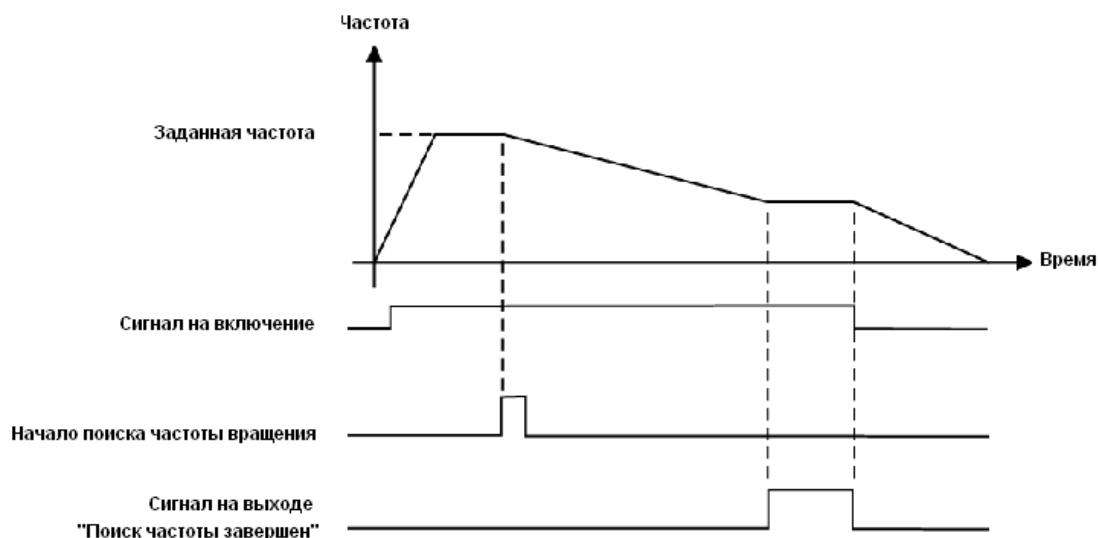 Частота
Заданная частота
Время
Сигнал на включение
Начало поиска частоты вращения
Сигнал на выходе
"Поиск частоты завершен"